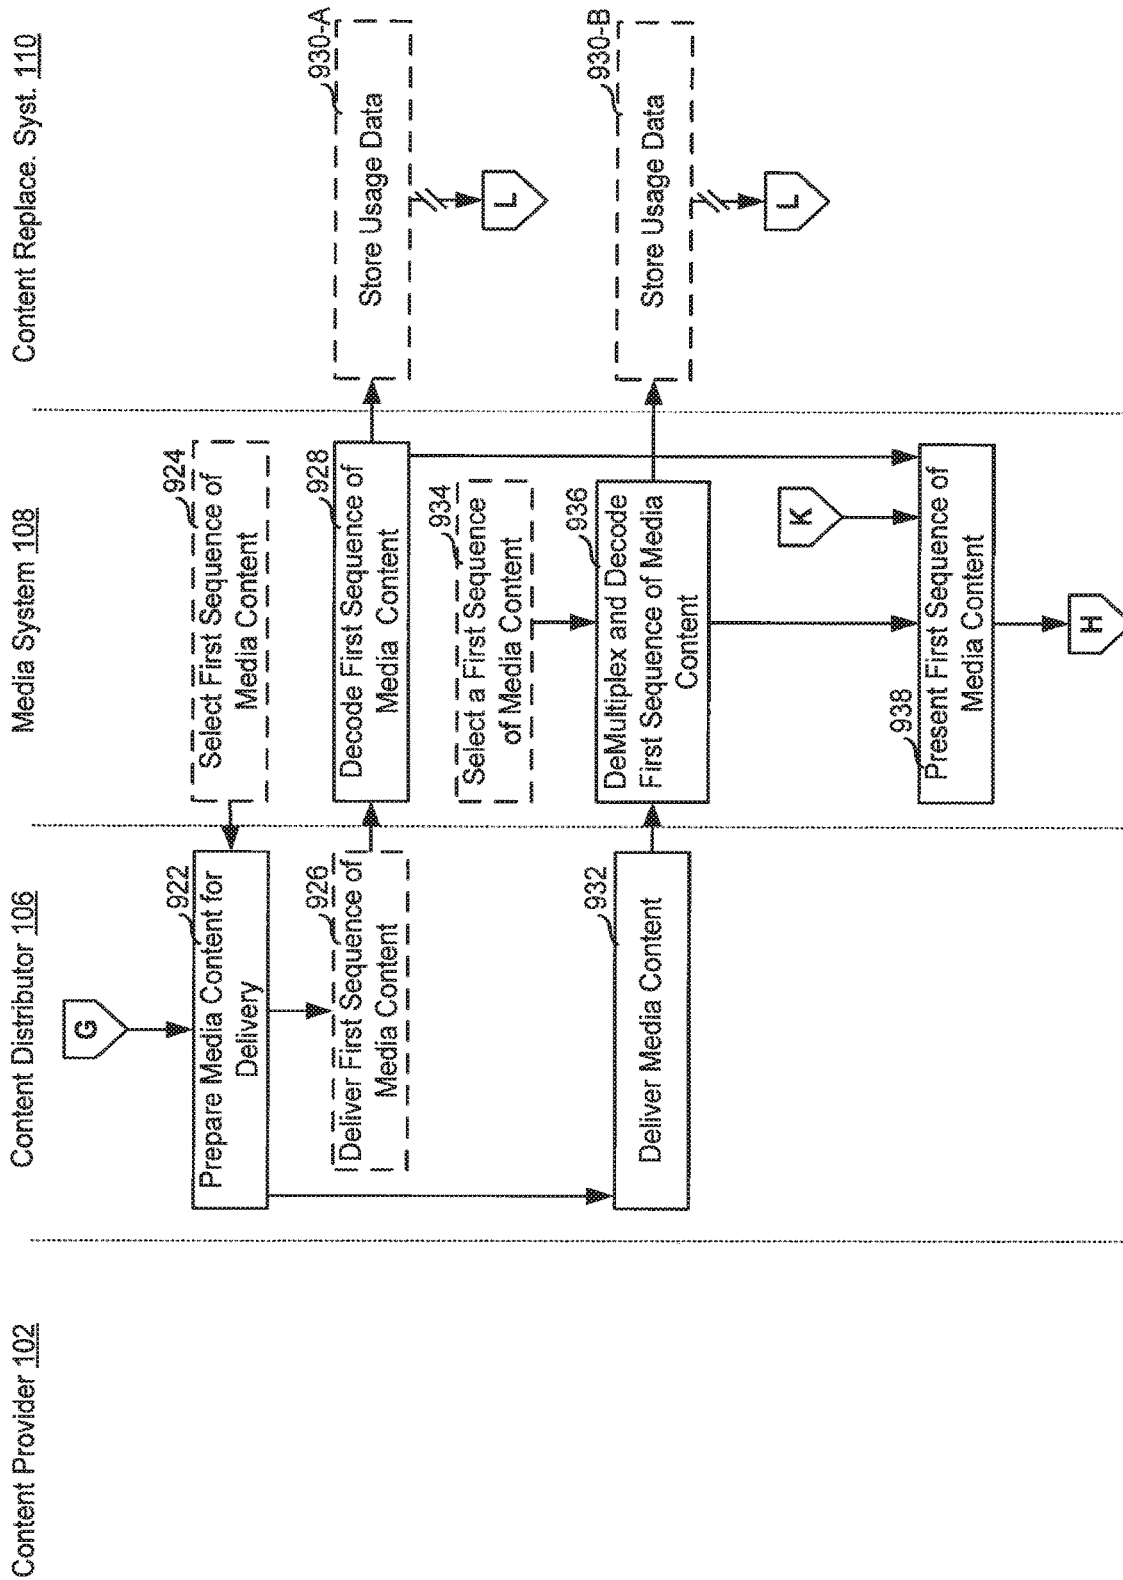 Content Provider 102
Content Distributor 106
Media System 108
Content Replace. Syst. 110
G
922
Prepare Media Content for
Delivery
924
Select First Sequence of
Media Content
926
Deliver First Sequence of
Media Content
928
Decode First Sequence of
Media Content
930-A
Store Usage Data
L
934
Select a First Sequence
of Media Content
932
Deliver Media Content
936
DeMultiplex and Decode
First Sequence of Media
Content
930-B
Store Usage Data
L
K
938
Present First Sequence of
Media Content
H